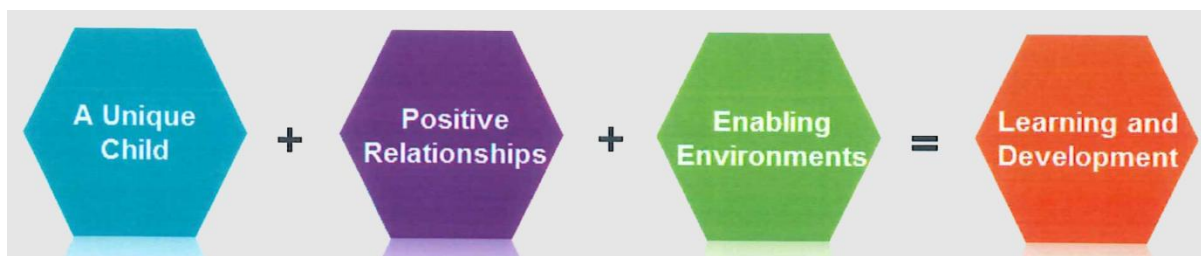 A Unique
Child
+
Positive
Relationships
+
Enabling
Environments
=
Learning and
Development